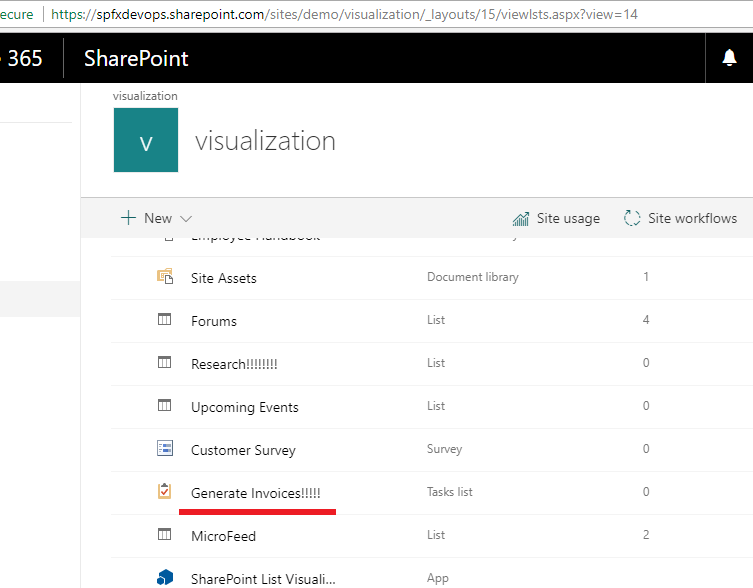 ecure https://spfxdevops.sharepoint.com/sites/demo/visualization/_layouts/15/viewlsts.aspx?view=14
365 SharePoint
visualization
v visualization
New Site usage Site workflows
Employee Handbook
Site Assets Document library 1
Forums List 4
Research!!!!!!!! List 0
Upcoming Events List 0
Customer Survey Survey 0
Generate Invoices!!!!! Tasks list 0
MicroFeed List 2
SharePoint List Visuali... App